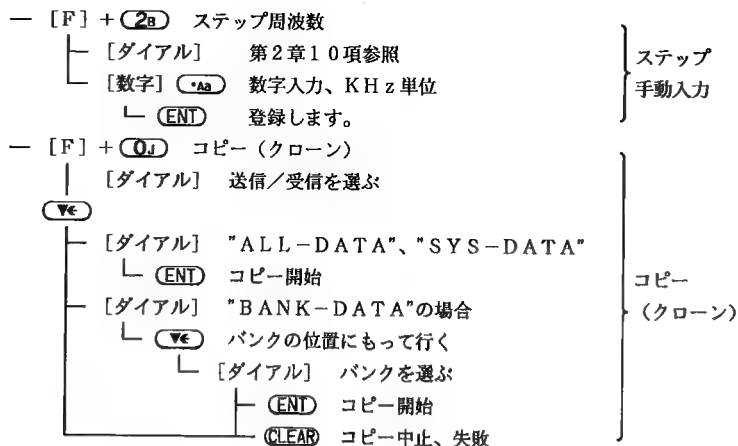 [F]+2B ステップ周波数
[ダイアル] 第2章10項参照
[数字] ・Aa 数字入力、KHz単位
ENT 登録します。
ステップ
手動入力
[F]+0J コピー(クローン)
[ダイアル] 送信/受信を選ぶ
▼←
[ダイアル] "ALL-DATA"、"SYS-DATA"
ENT コピー開始
[ダイアル] "BANK-DATA"の場合
▼← バンクの位置にもって行く
[ダイアル] バンクを選ぶ
ENT コピー開始
CLEAR コピー中止、失敗
コピー
(クローン)